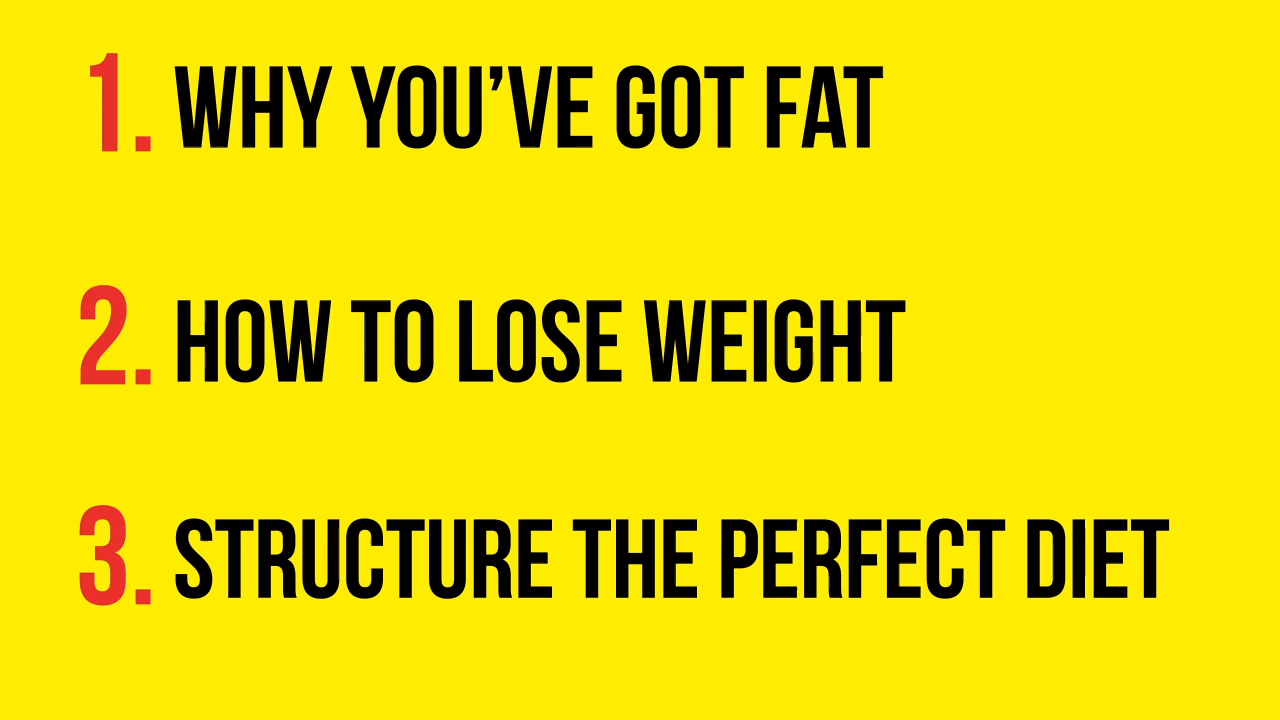 1. WHY YOU’VE GOT FAT
2. HOW TO LOSE WEIGHT
3. STRUCTURE THE PERFECT DIET